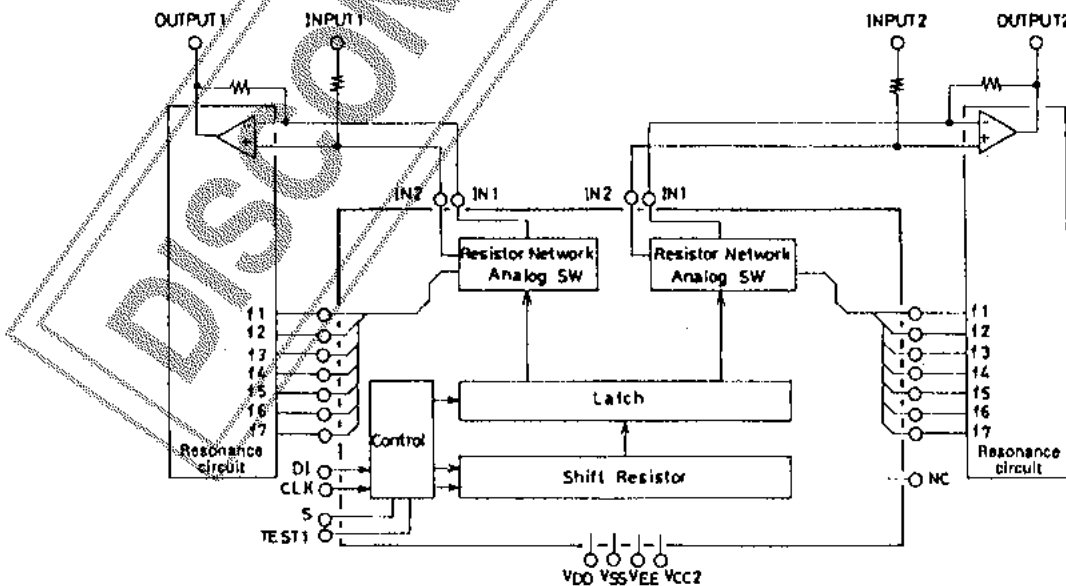 OUTPUT1 INPUT1 INPUT2 OUTPUT2
DISCON
- -
+ +
IN2 IN1 IN2 IN1
Resistor Network
Analog SW
Resistor Network
Analog SW
f1
f2
f3
f4
f5
f6
f7
Resonance
circuit
f1
f2
f3
f4
f5
f6
f7
Resonance
circuit
Latch
Control
Shift Resistor
DI
CLK
S
TEST1
NC
VDD VSS VEE VCC2